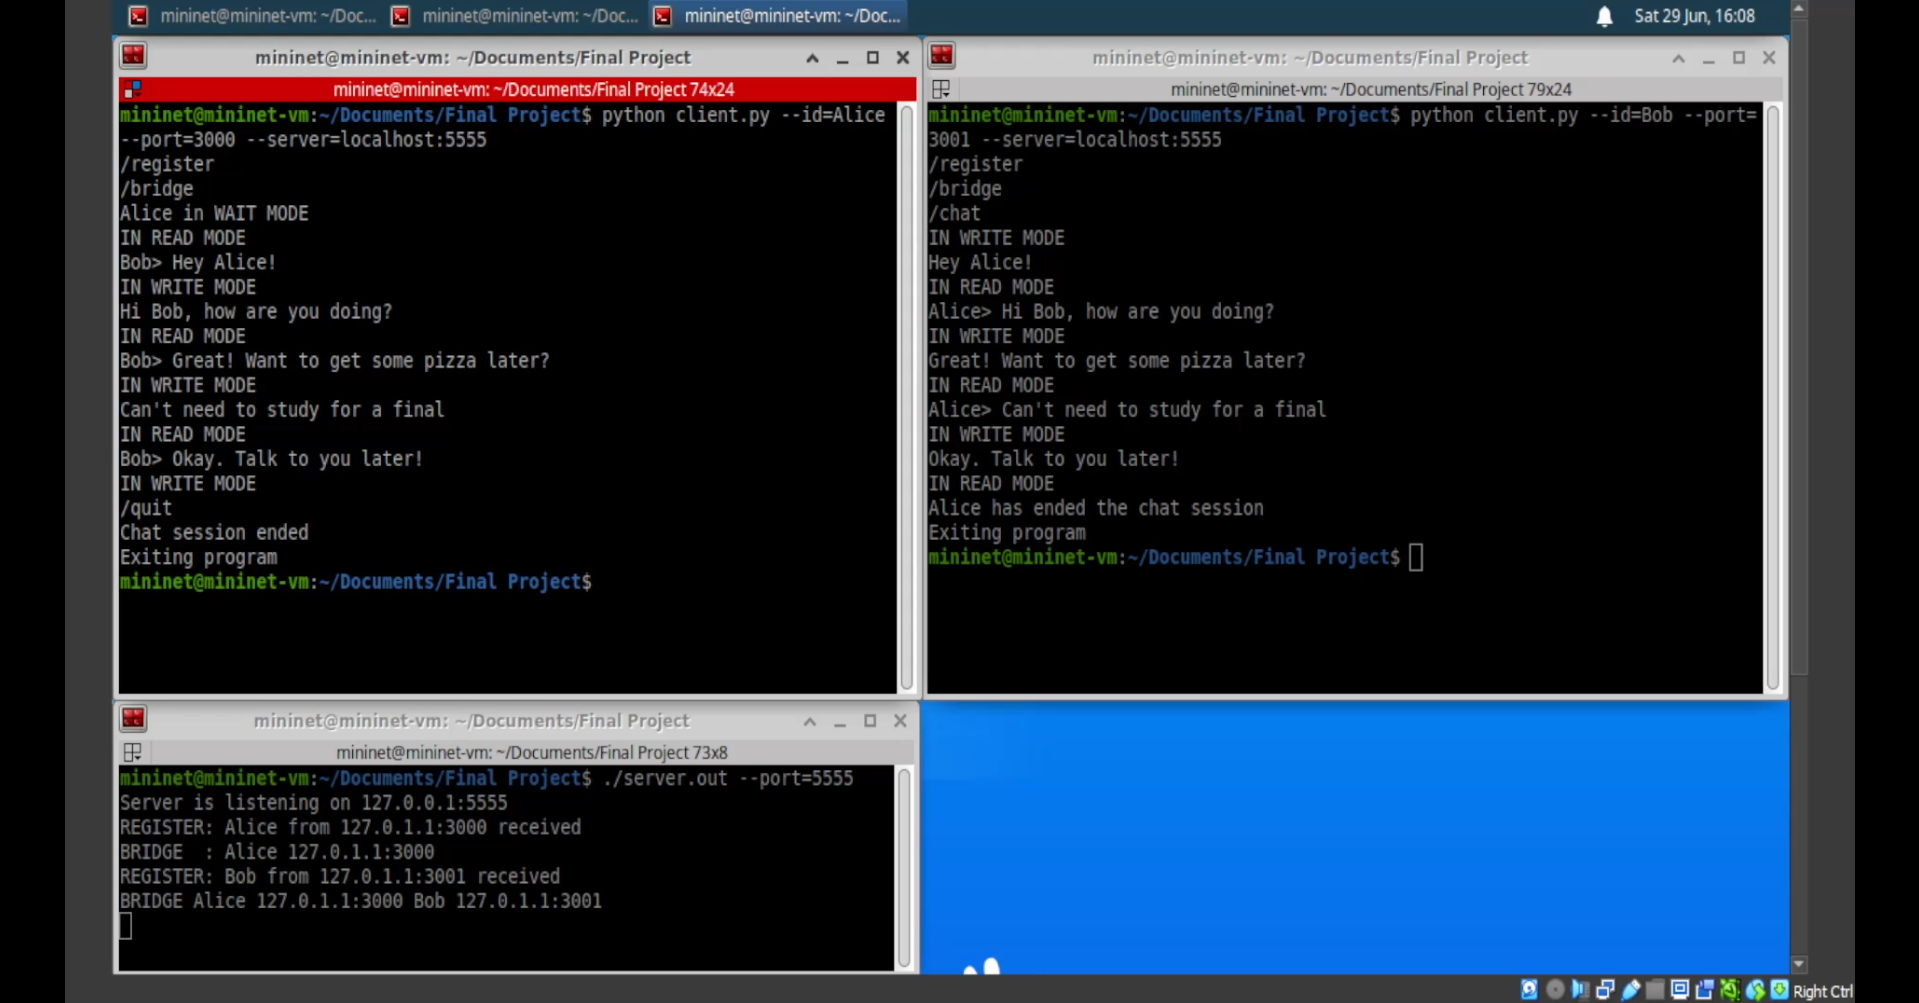 mininet@mininet-vm: ~/Doc...
mininet@mininet-vm: ~/Doc...
mininet@mininet-vm: ~/Doc...
Sat 29 Jun, 16:08
mininet@mininet-vm: ~/Documents/Final Project
mininet@mininet-vm: ~/Documents/Final Project 74x24
mininet@mininet-vm:~/Documents/Final Project$ python client.py --id=Alice
--port=3000 --server=localhost:5555
/register
/bridge
Alice in WAIT MODE
IN READ MODE
Bob> Hey Alice!
IN WRITE MODE
Hi Bob, how are you doing?
IN READ MODE
Bob> Great! Want to get some pizza later?
IN WRITE MODE
Can't need to study for a final
IN READ MODE
Bob> Okay. Talk to you later!
IN WRITE MODE
/quit
Chat session ended
Exiting program
mininet@mininet-vm:~/Documents/Final Project$
mininet@mininet-vm: ~/Documents/Final Project
mininet@mininet-vm: ~/Documents/Final Project 79x24
mininet@mininet-vm:~/Documents/Final Project$ python client.py --id=Bob --port=
3001 --server=localhost:5555
/register
/bridge
/chat
IN WRITE MODE
Hey Alice!
IN READ MODE
Alice> Hi Bob, how are you doing?
IN WRITE MODE
Great! Want to get some pizza later?
IN READ MODE
Alice> Can't need to study for a final
IN WRITE MODE
Okay. Talk to you later!
IN READ MODE
Alice has ended the chat session
Exiting program
mininet@mininet-vm:~/Documents/Final Project$
mininet@mininet-vm: ~/Documents/Final Project
mininet@mininet-vm: ~/Documents/Final Project 73x8
mininet@mininet-vm:~/Documents/Final Project$ ./server.out --port=5555
Server is listening on 127.0.0.1:5555
REGISTER: Alice from 127.0.1.1:3000 received
BRIDGE  : Alice 127.0.1.1:3000
REGISTER: Bob from 127.0.1.1:3001 received
BRIDGE Alice 127.0.1.1:3000 Bob 127.0.1.1:3001
Right Ctrl